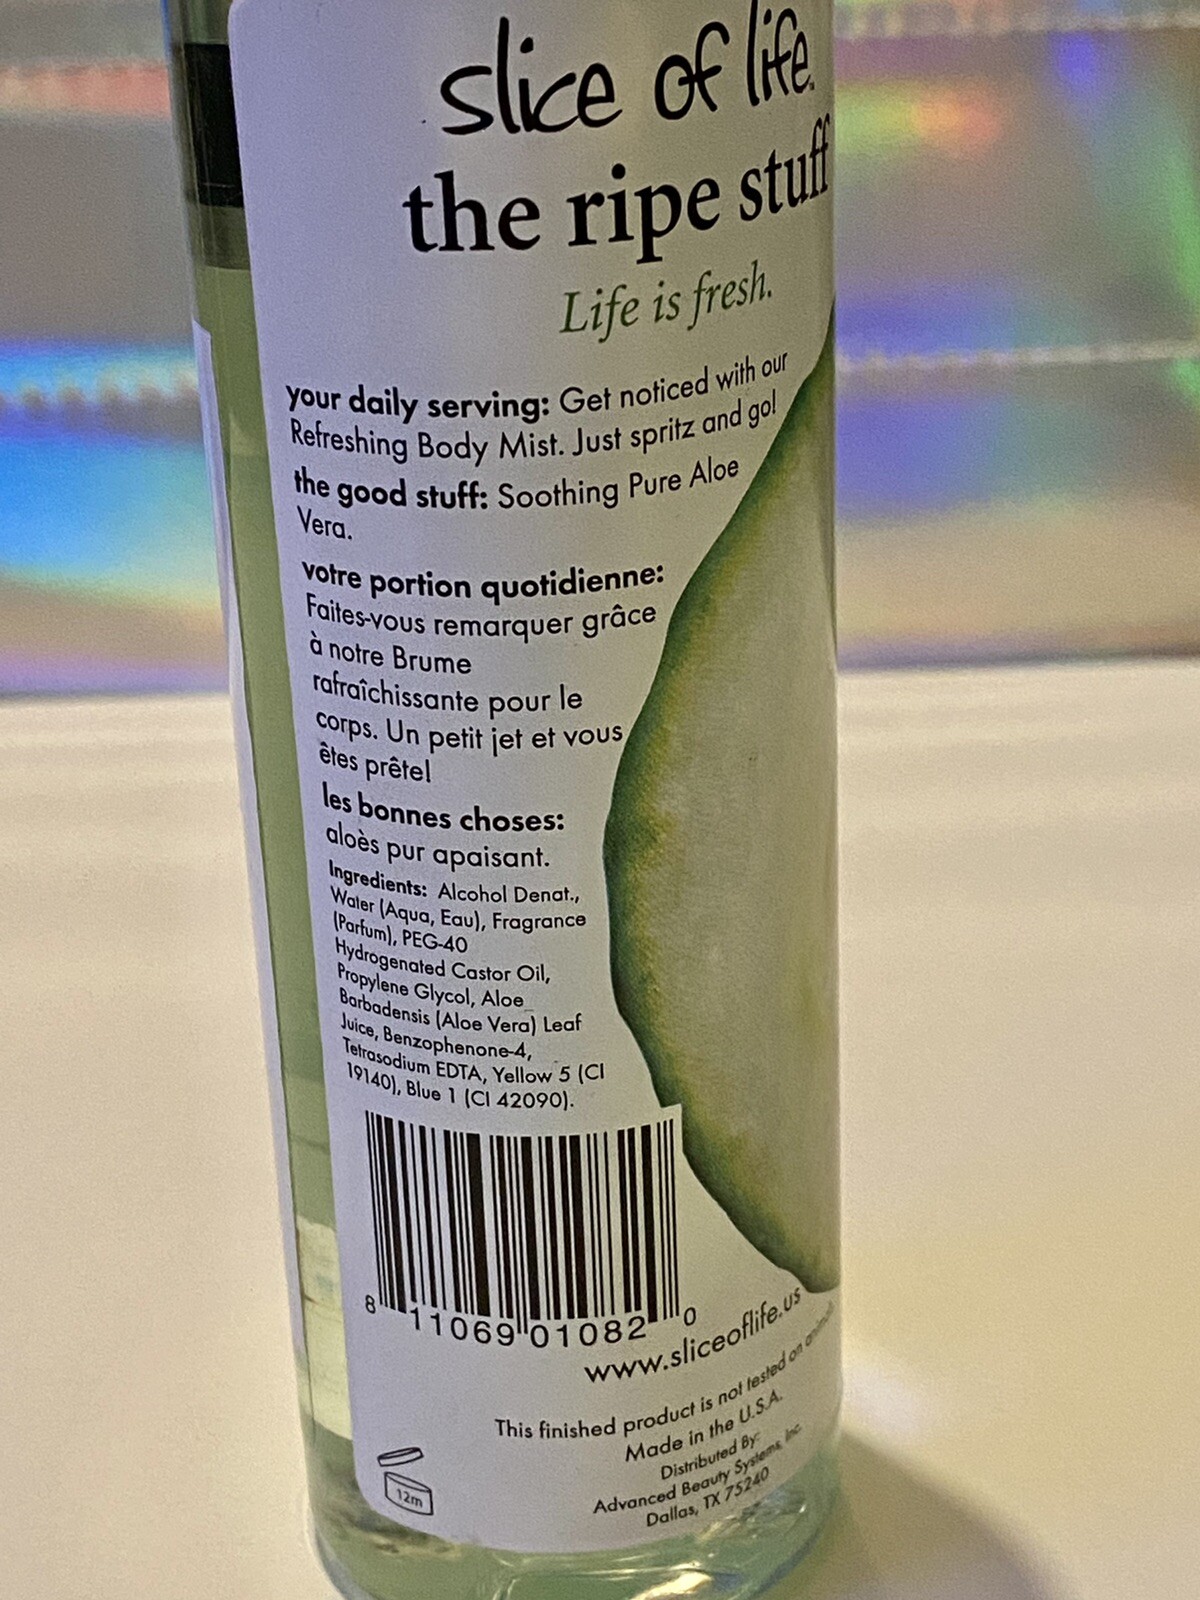 slice of life.
the ripe stuff
Life is fresh.
your daily serving: Get noticed with our
Refreshing Body Mist. Just spritz and go!
the good stuff: Soothing Pure Aloe
Vera.
votre portion quotidienne:
Faites-vous remarquer grâce
à notre Brume
rafraîchissante pour le
corps. Un petit jet et vous
êtes prête!
les bonnes choses:
aloès pur apaisant.
Ingredients: Alcohol Denat.,
Water (Aqua, Eau), Fragrance
(Parfum), PEG-40
Hydrogenated Castor Oil,
Propylene Glycol, Aloe
Barbadensis (Aloe Vera) Leaf
Juice, Benzophenone-4,
Tetrasodium EDTA, Yellow 5 (CI
19140), Blue 1 (CI 42090).
8 11069 01082 0
www.sliceoflife.us
This finished product is not tested on animals
Made in the U.S.A.
Distributed By:
Advanced Beauty Systems, Inc.
Dallas, TX 75240
12m